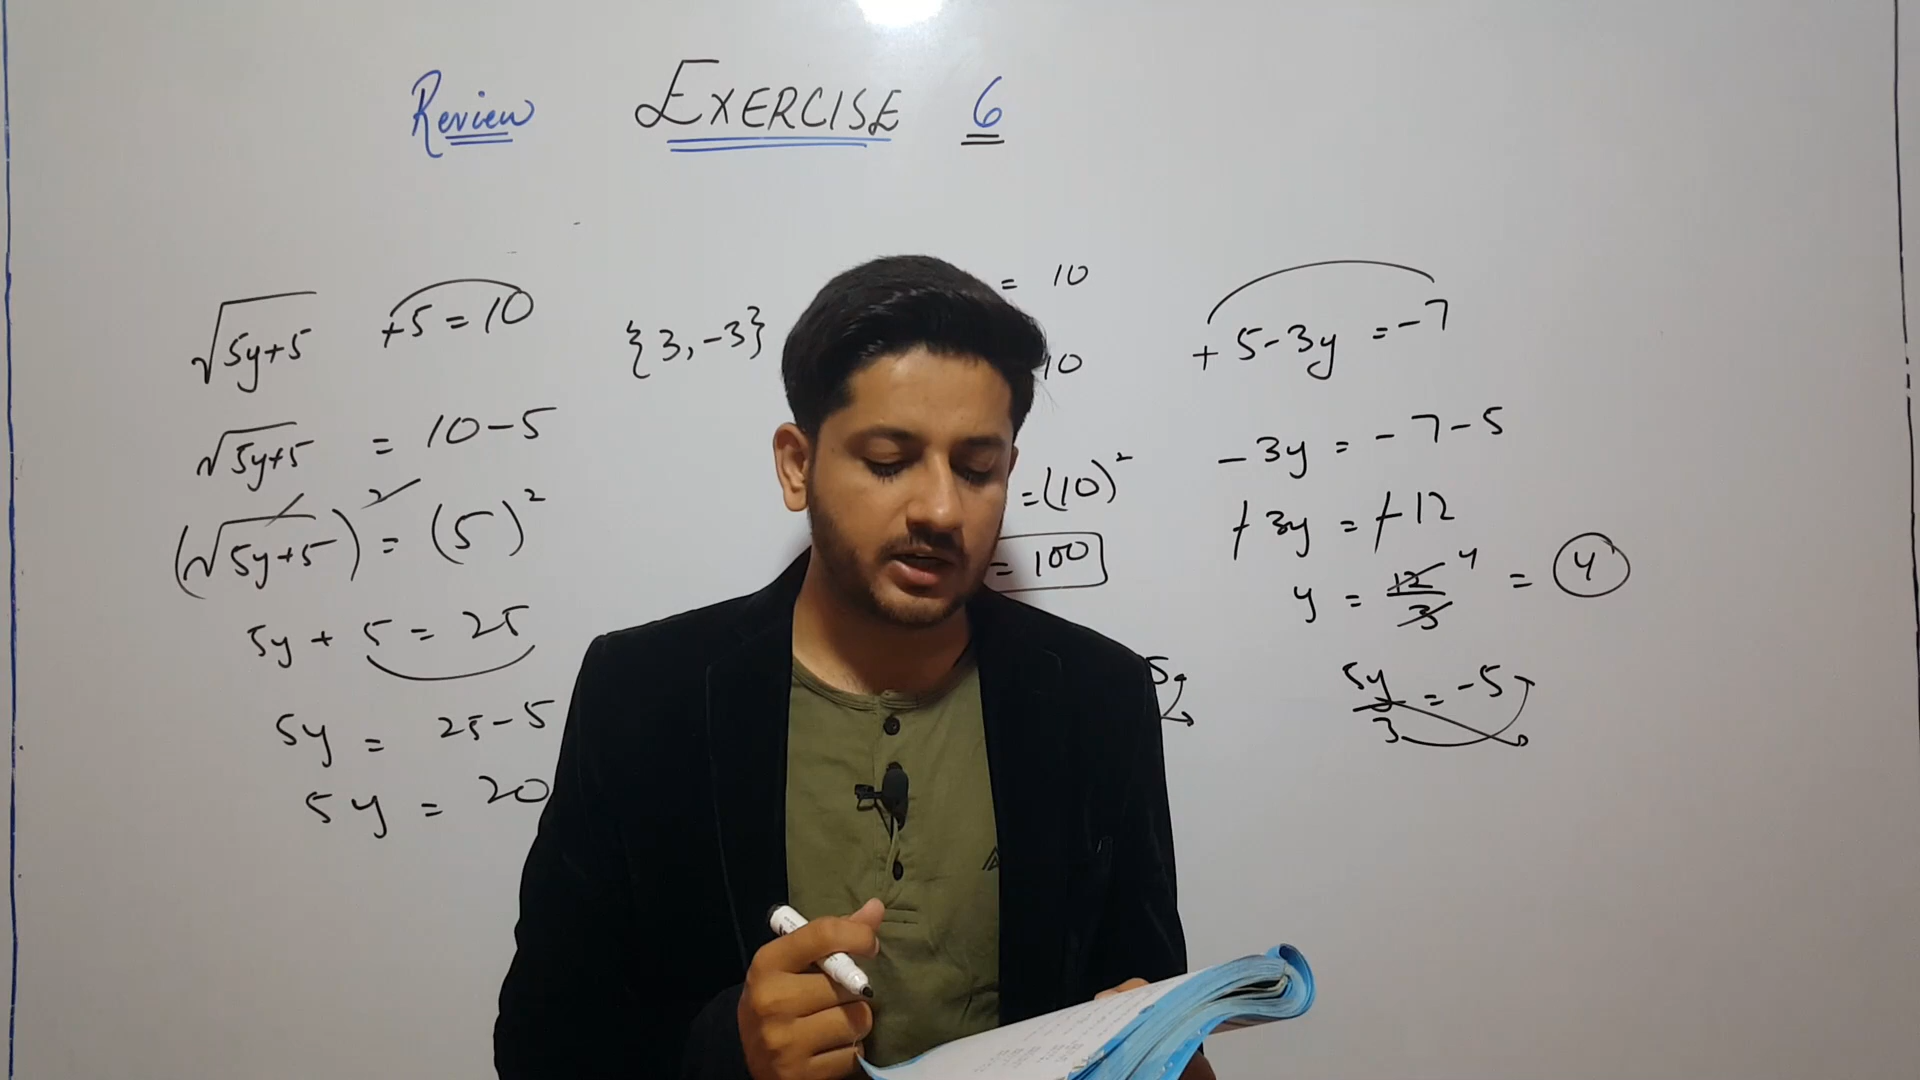 Review EXERCISE 6
√5y+5 +5 = 10
√5y+5 = 10-5
(√5y+5)² = (5)²
5y + 5 = 25
5y = 25-5
5y = 20
{3, -3}
= 10
10
= (10)²
= 100
5
+ 5-3y = -7
-3y = -7-5
-3y = -12
y = 12/3 4 = 4
5y/3 = -5